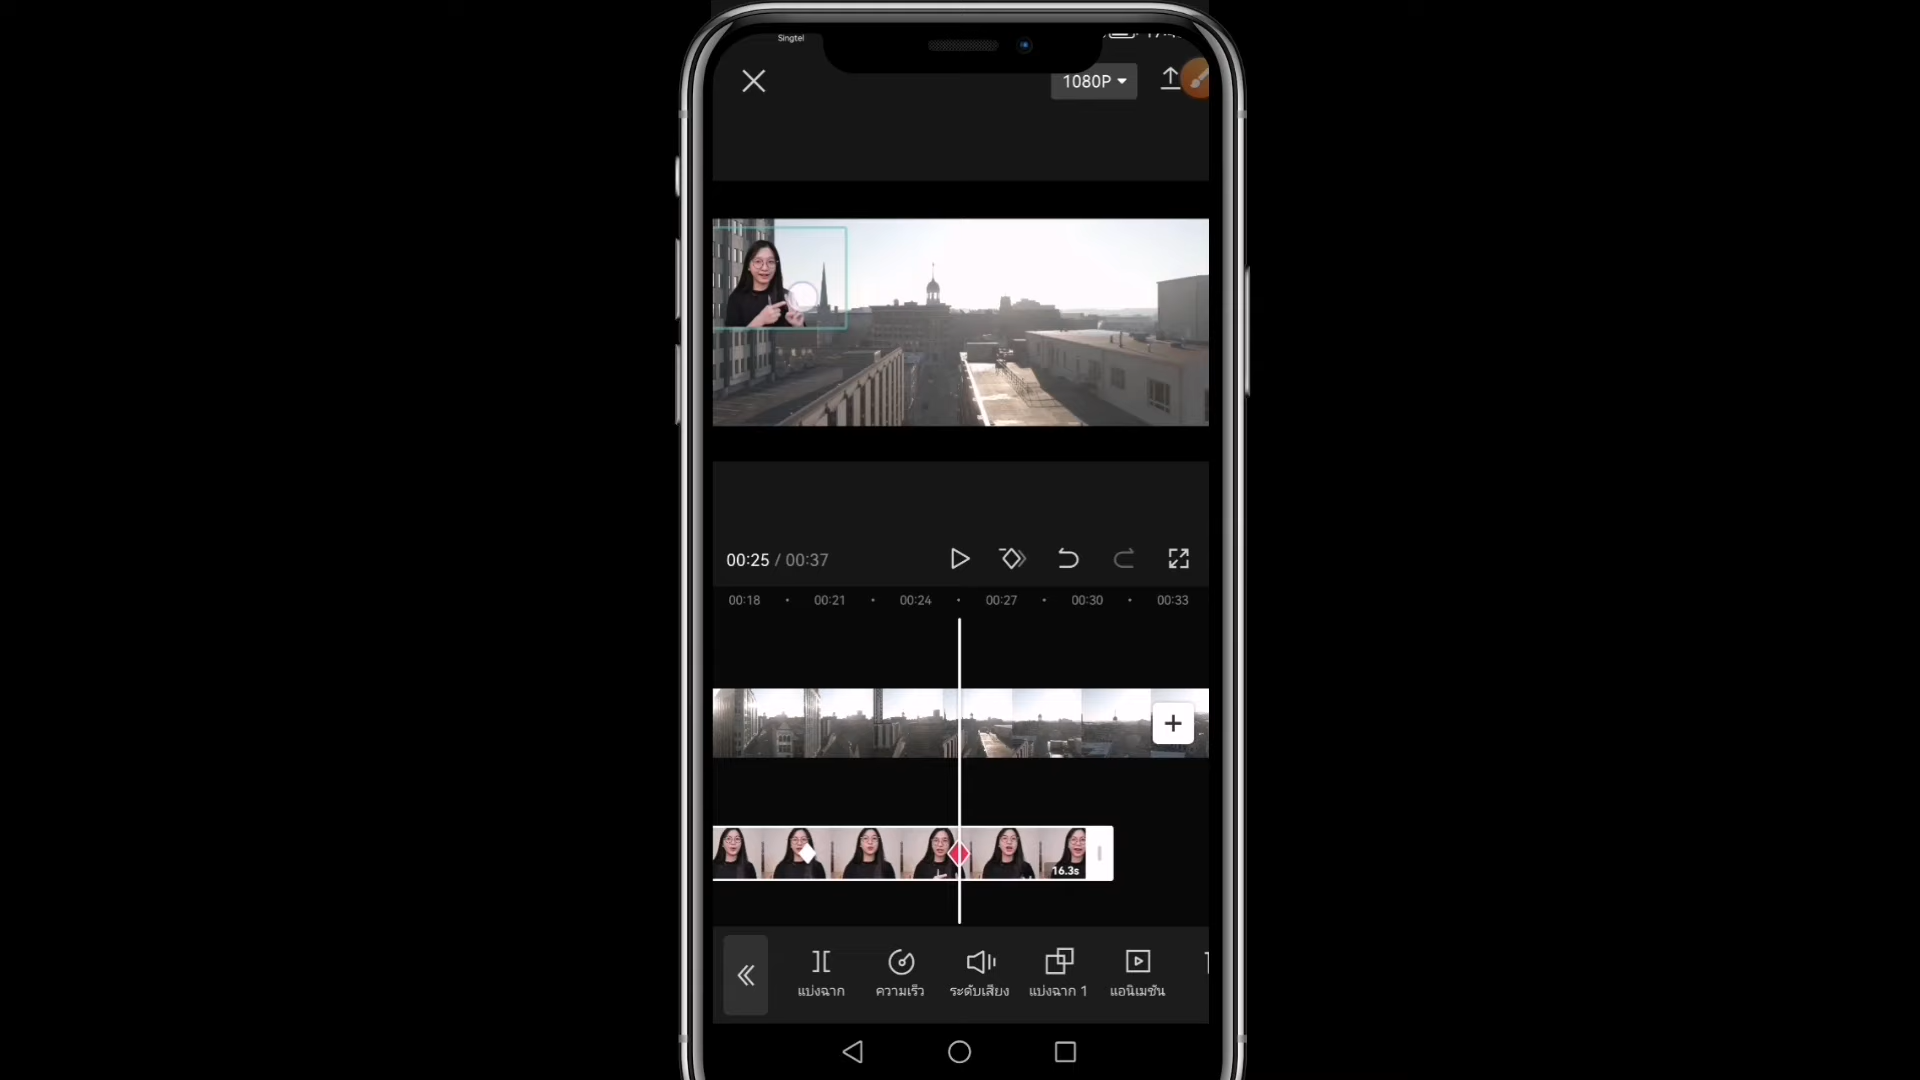 Singtel
1080P
00:25 / 00:37
00:18
00:21
00:24
00:27
00:30
00:33
16.3s
แบ่งฉาก
ความเร็ว
ระดับเสียง
แบ่งฉาก 1
แอนิเมชัน